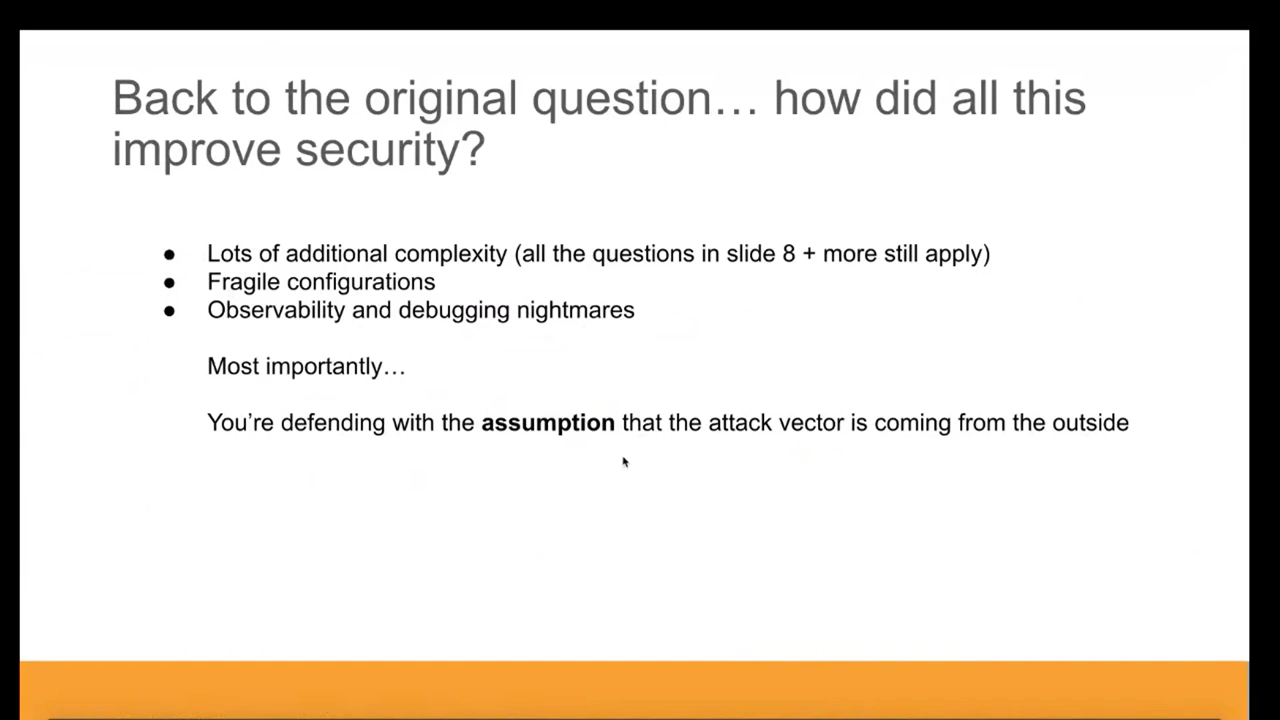 Back to the original question… how did all this
improve security?
● Lots of additional complexity (all the questions in slide 8 + more still apply)
● Fragile configurations
● Observability and debugging nightmares
Most importantly…
You’re defending with the assumption that the attack vector is coming from the outside